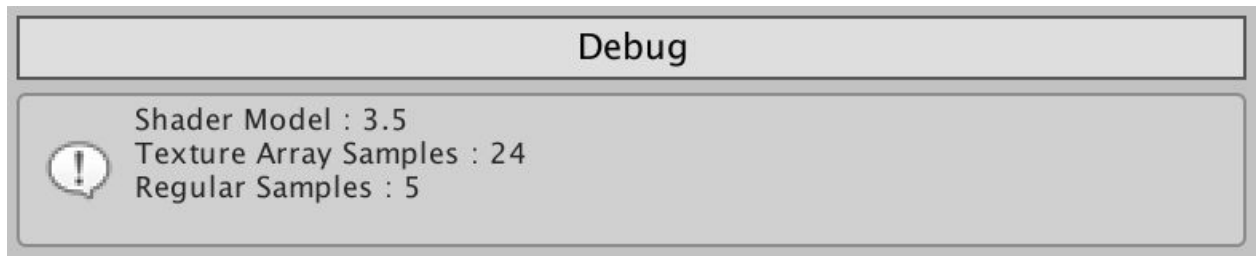 Debug
Shader Model : 3.5
Texture Array Samples : 24
Regular Samples : 5